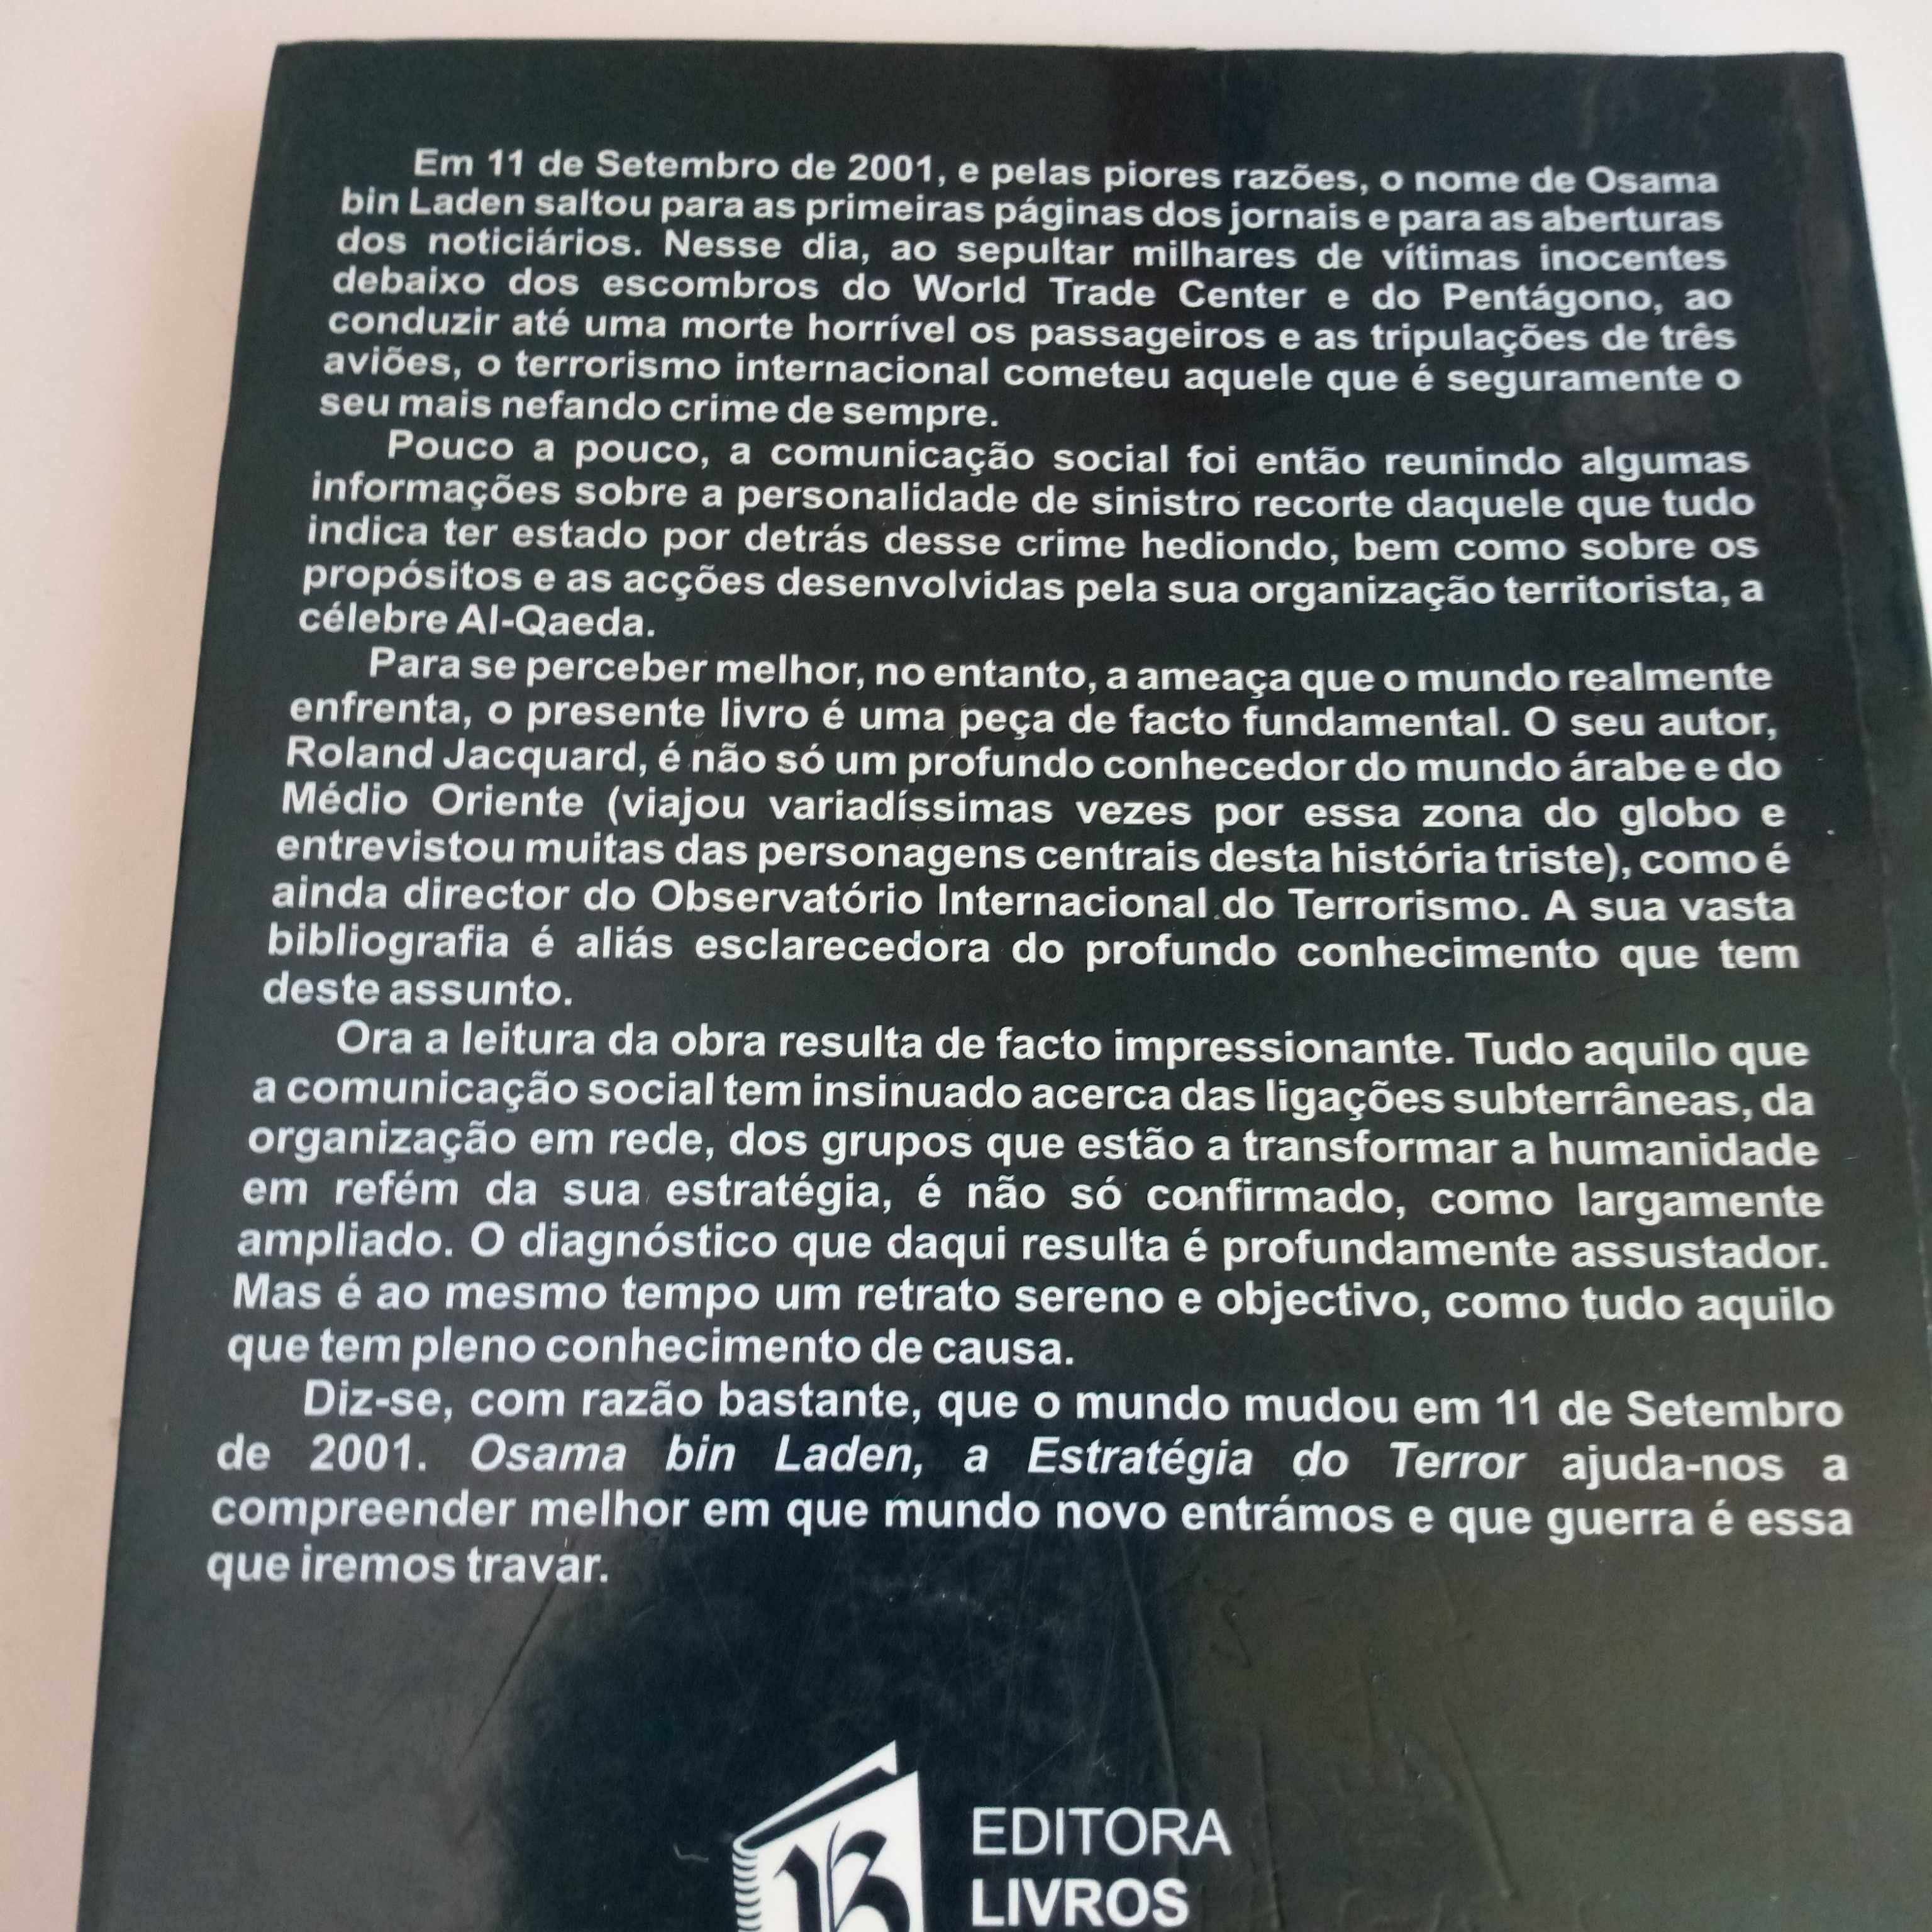 Em 11 de Setembro de 2001, e pelas piores razões, o nome de Osama
bin Laden saltou para as primeiras páginas dos jornais e para as aberturas
dos noticiários. Nesse dia, ao sepultar milhares de vítimas inocentes
debaixo dos escombros do World Trade Center e do Pentágono, ao
conduzir até uma morte horrível os passageiros e as tripulações de três
aviões, o terrorismo internacional cometeu aquele que é seguramente o
seu mais nefando crime de sempre.
Pouco a pouco, a comunicação social foi então reunindo algumas
informações sobre a personalidade de sinistro recorte daquele que tudo
indica ter estado por detrás desse crime hediondo, bem como sobre os
propósitos e as acções desenvolvidas pela sua organização territorista, a
célebre Al-Qaeda.
Para se perceber melhor, no entanto, a ameaça que o mundo realmente
enfrenta, o presente livro é uma peça de facto fundamental. O seu autor,
Roland Jacquard, é não só um profundo conhecedor do mundo árabe e do
Médio Oriente (viajou variadíssimas vezes por essa zona do globo e
entrevistou muitas das personagens centrais desta história triste), como é
ainda director do Observatório Internacional do Terrorismo. A sua vasta
bibliografia é aliás esclarecedora do profundo conhecimento que tem
deste assunto.
Ora a leitura da obra resulta de facto impressionante. Tudo aquilo que
a comunicação social tem insinuado acerca das ligações subterrâneas, da
organização em rede, dos grupos que estão a transformar a humanidade
em refém da sua estratégia, é não só confirmado, como largamente
ampliado. O diagnóstico que daqui resulta é profundamente assustador.
Mas é ao mesmo tempo um retrato sereno e objectivo, como tudo aquilo
que tem pleno conhecimento de causa.
Diz-se, com razão bastante, que o mundo mudou em 11 de Setembro
de 2001. Osama bin Laden, a Estratégia do Terror ajuda-nos a
compreender melhor em que mundo novo entrámos e que guerra é essa
que iremos travar.
B
EDITORA
LIVROS